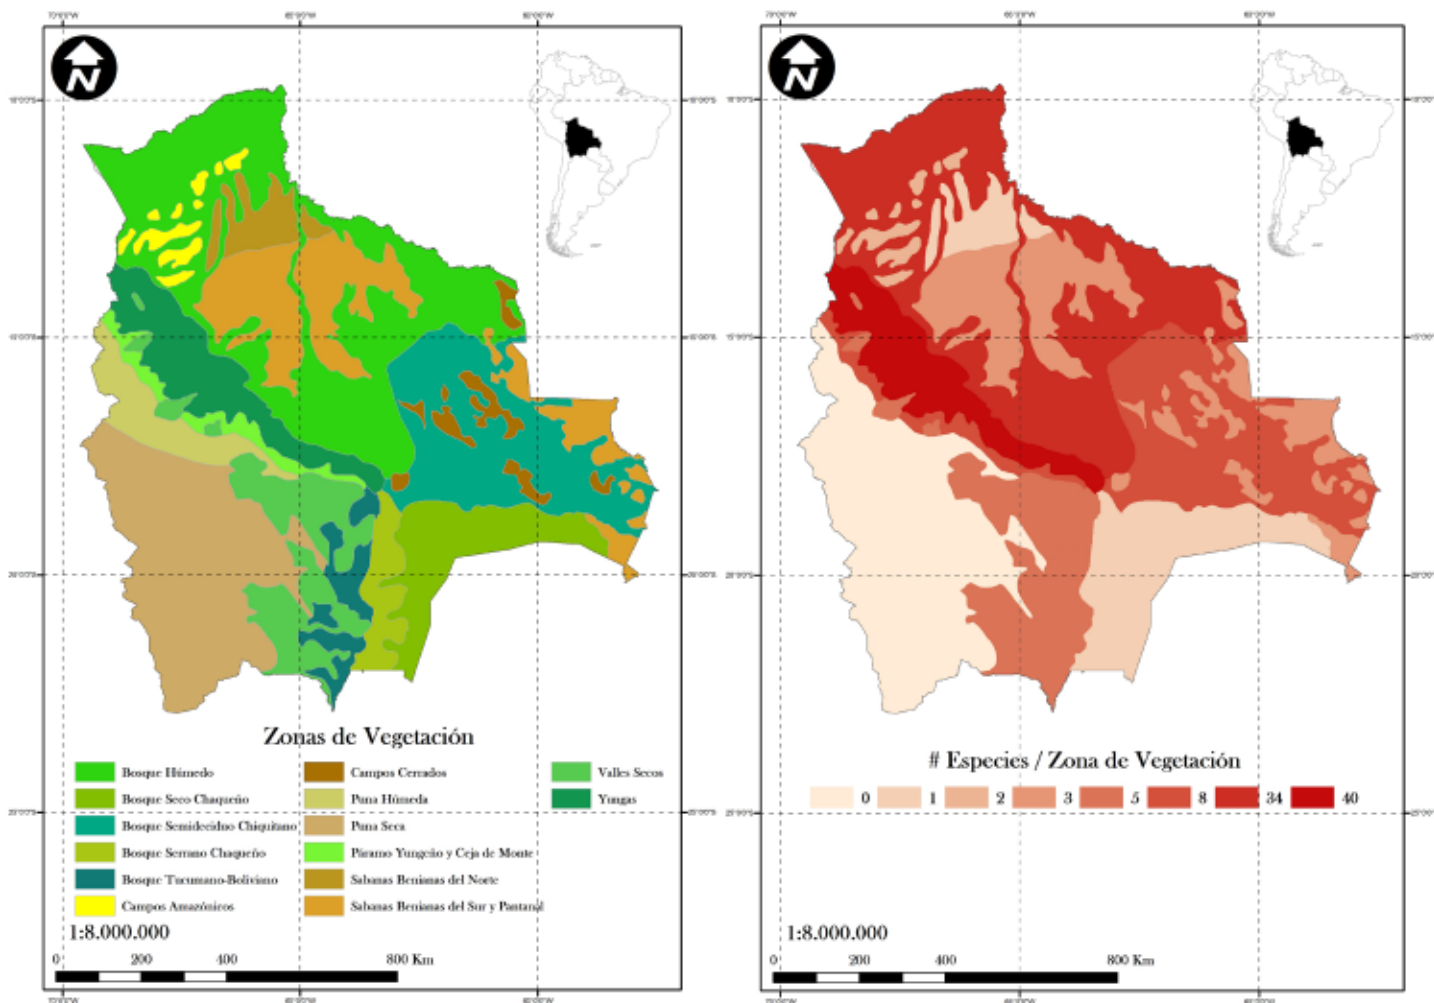 N
Zonas de Vegetación
Bosque Húmedo
Bosque Seco Chaqueño
Bosque Semideciduo Chiquitano
Bosque Serrano Chaqueño
Bosque Tucumano-Boliviano
Campos Amazónicos
Campos Cerrados
Puna Húmeda
Puna Seca
Páramo Yungeño y Ceja de Monte
Sabanas Benianas del Norte
Sabanas Benianas del Sur y Pantanal
Valles Secos
Yungas
1:8.000.000
0 200 400 800 Km
N
# Especies / Zona de Vegetación
0 1 2 3 5 8 34 40
1:8.000.000
0 200 400 800 Km